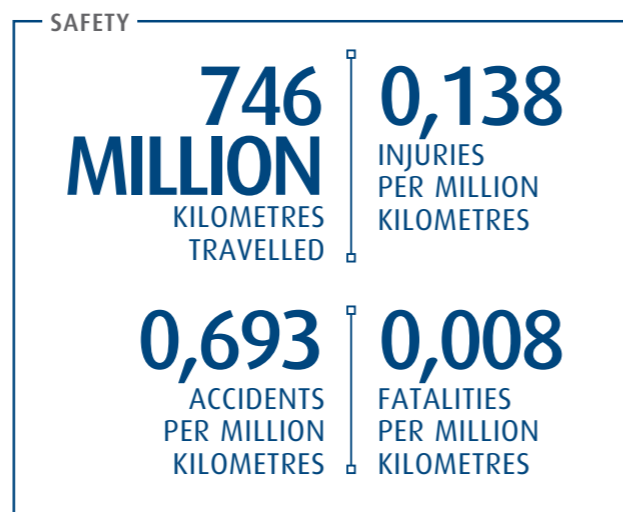 SAFETY
746
MILLION
KILOMETRES
TRAVELLED
0,138
INJURIES
PER MILLION
KILOMETRES
0,693
ACCIDENTS
PER MILLION
KILOMETRES
0,008
FATALITIES
PER MILLION
KILOMETRES